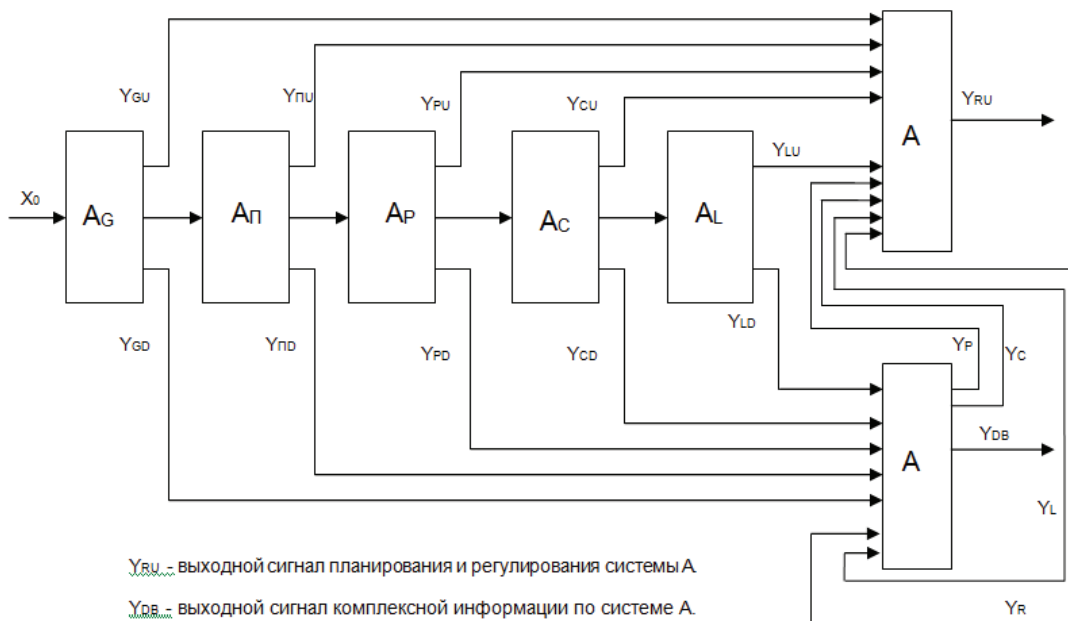 YGU
YПU
YPU
YCU
YRU
A
YLU
X0
AG
AП
AP
AC
AL
YGD
YПD
YPD
YCD
YLD
YP
YC
A
YDB
YL
YRU - выходной сигнал планирования и регулирования системы А.
YDB - выходной сигнал комплексной информации по системе А.
YR